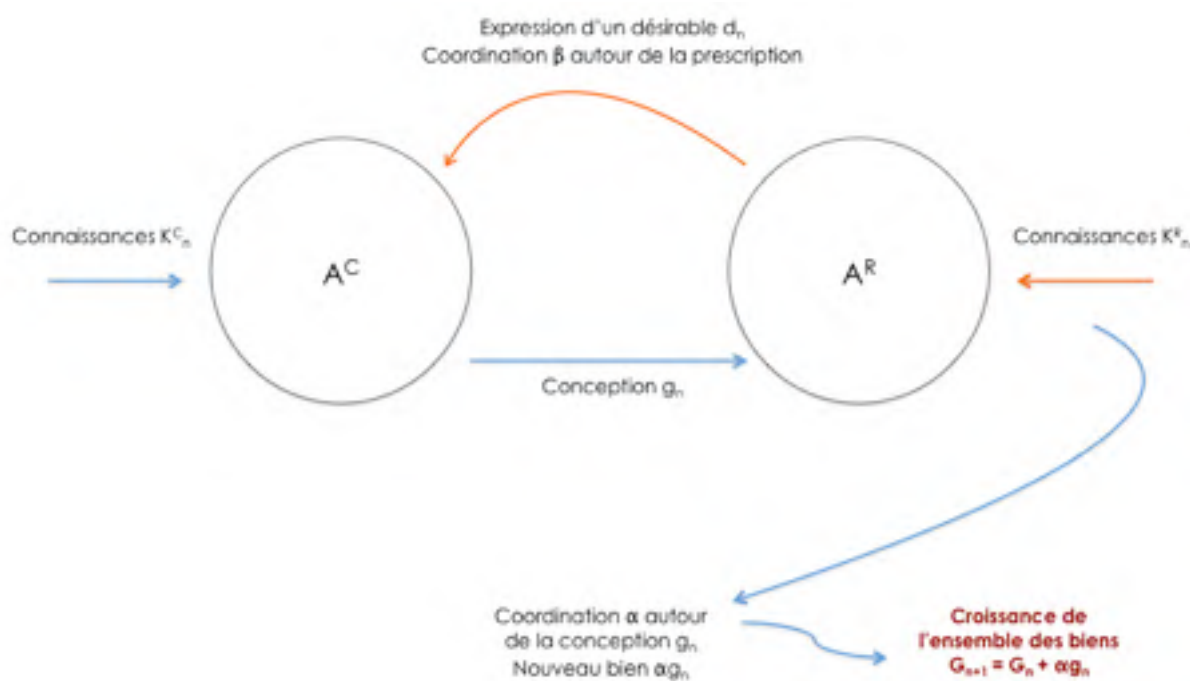 Expression d'un désirable dₙ
Coordination β autour de la prescription
Connaissances Kᶜₙ
Connaissances Kᴿₙ
Aᶜ
Aᴿ
Conception gₙ
Coordination α autour
de la conception gₙ
Nouveau bien αgₙ
Croissance de
l'ensemble des biens
Gₙ₊₁ = Gₙ + αgₙ